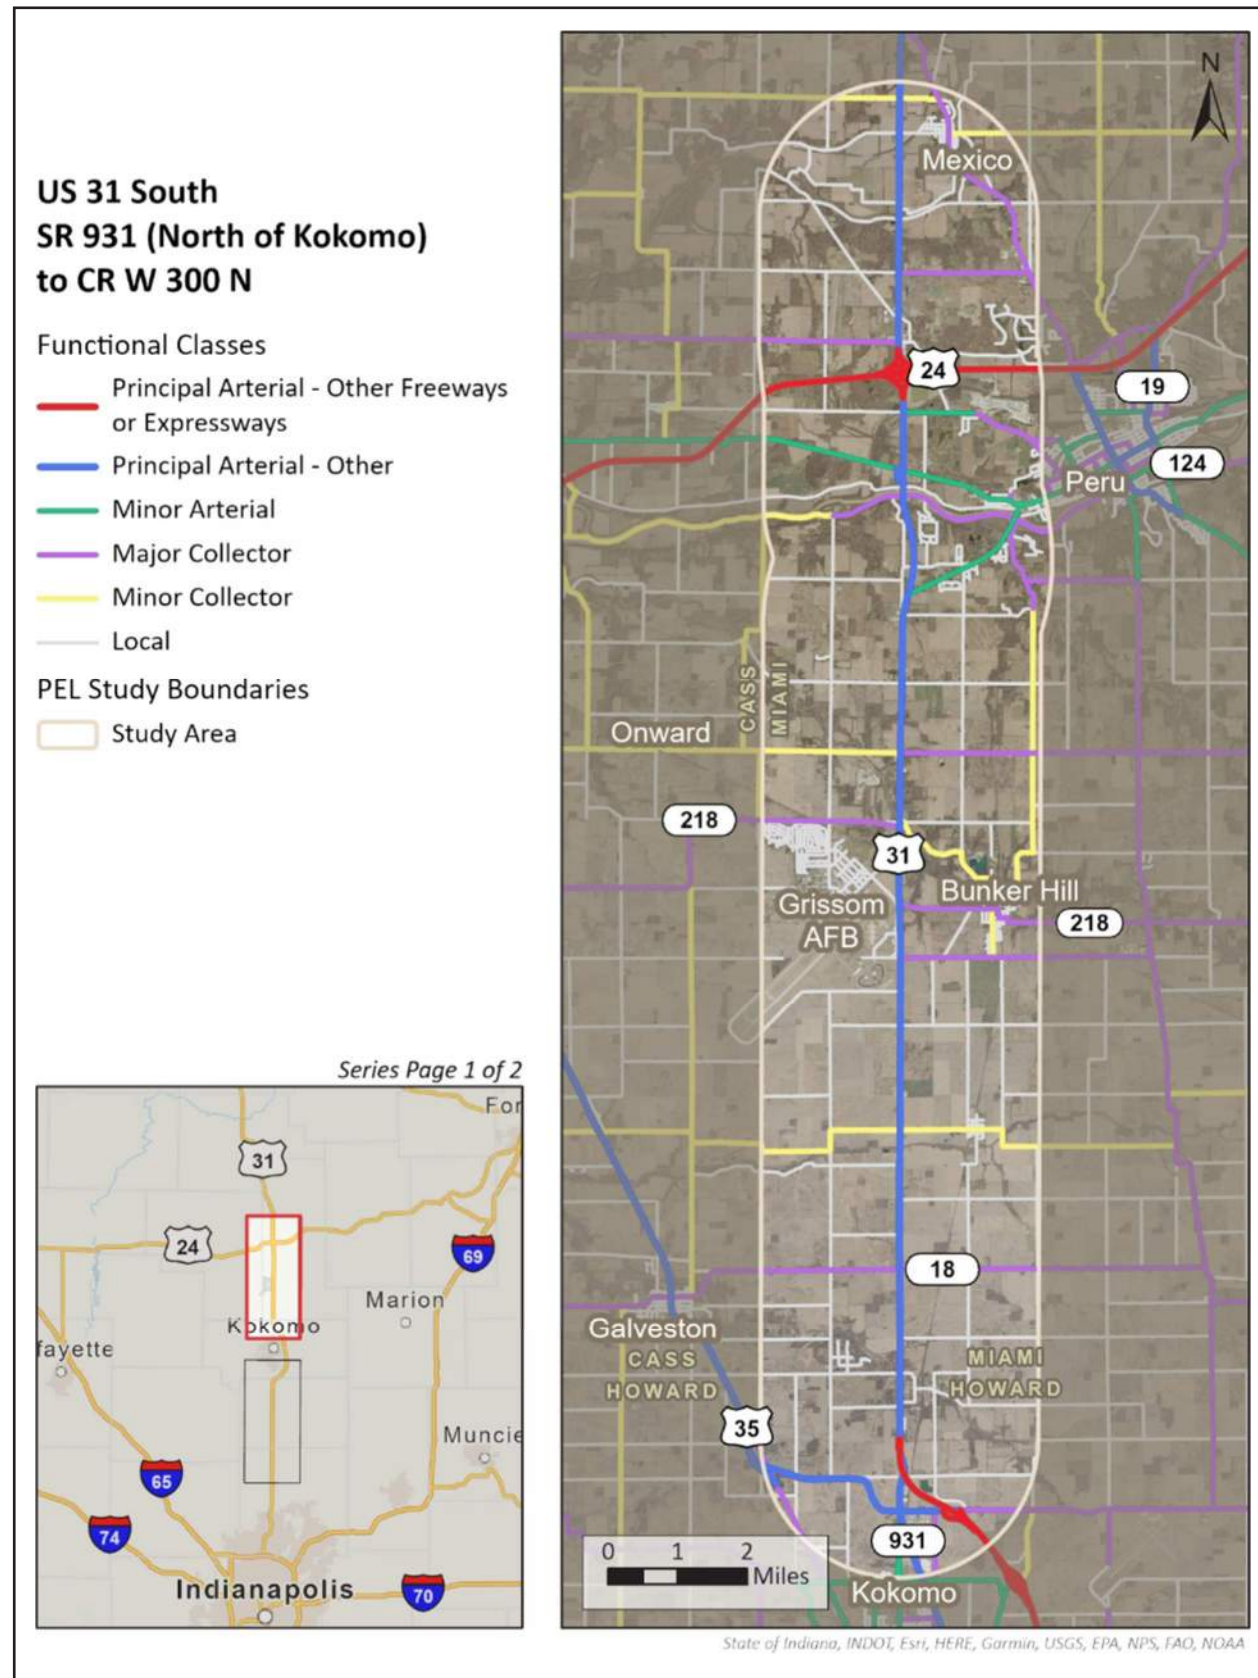 US 31 South
SR 931 (North of Kokomo)
to CR W 300 N
Functional Classes
Principal Arterial - Other Freeways
or Expressways
Principal Arterial - Other
Minor Arterial
Major Collector
Minor Collector
Local
PEL Study Boundaries
Study Area
Series Page 1 of 2
For
31
24
69
Marion
Kokomo
fayette
Muncie
65
74
70
Indianapolis
N
Mexico
24
19
124
Peru
CASS
MIAMI
Onward
218
31
Bunker Hill
Grissom
AFB
218
18
Galveston
CASS
HOWARD
MIAMI
HOWARD
35
931
0 1 2
Miles
Kokomo
State of Indiana, INDOT, Esri, HERE, Garmin, USGS, EPA, NPS, FAO, NOAA